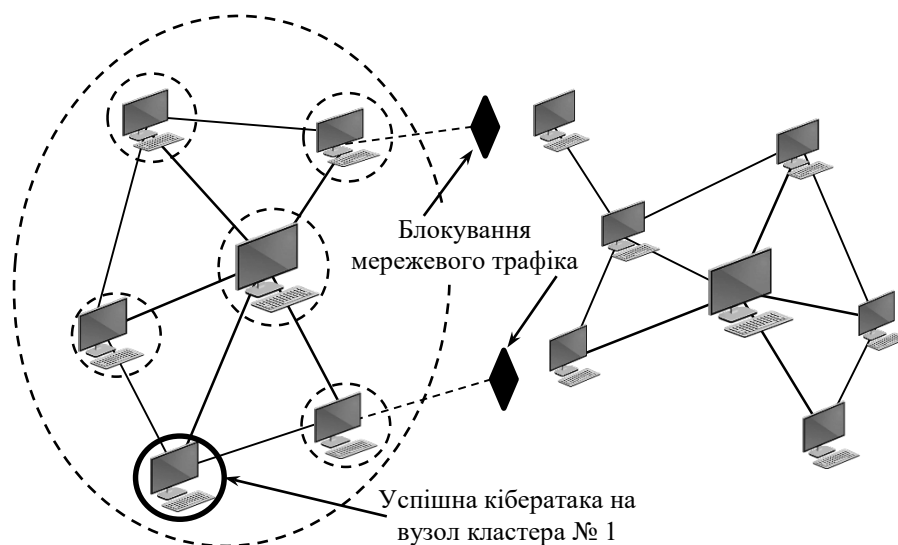 Блокування
мережевого трафіка
Успішна кібератака на
вузол кластера № 1